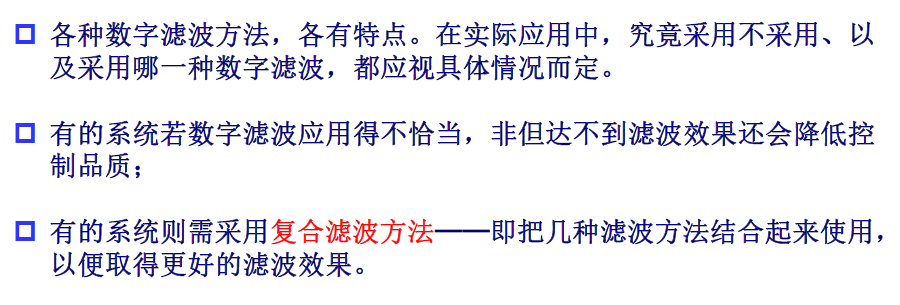 各种数字滤波方法，各有特点。在实际应用中，究竟采用不采用、以
及采用哪一种数字滤波，都应视具体情况而定。
有的系统若数字滤波应用得不恰当，非但达不到滤波效果还会降低控
制品质；
有的系统则需采用复合滤波方法——即把几种滤波方法结合起来使用，
以便取得更好的滤波效果。